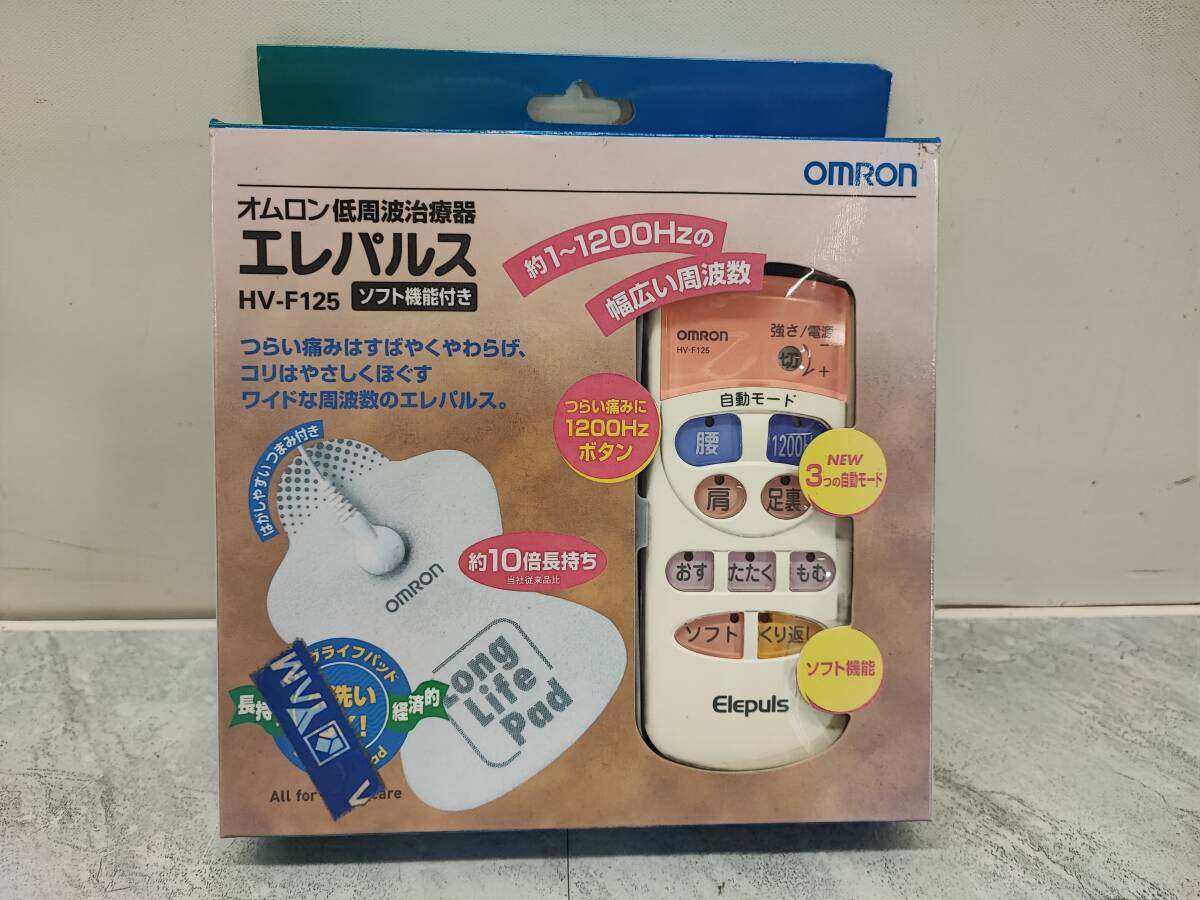 OMRON
オムロン低周波治療器
エレパルス
HV-F125 ソフト機能付き
約1~1200Hzの
幅広い周波数
つらい痛みはすばやくやわらげ、
コリはやさしくほぐす
ワイドな周波数のエレパルス。
はがしやすい つまみ付き
つらい痛みに
1200Hz
ボタン
OMRON
HV-F125
強さ/電源
切
−
+
自動モード
腰
1200
肩
足裏
NEW
3つの自動モード
おす
たたく
もむ
ソフト
くり返し
ソフト機能
Elepuls
約10倍長持ち
当社従来品比
OMRON
Long
Life
Pad
グライフパッド
長持
洗い
経済的
く!
All for
care